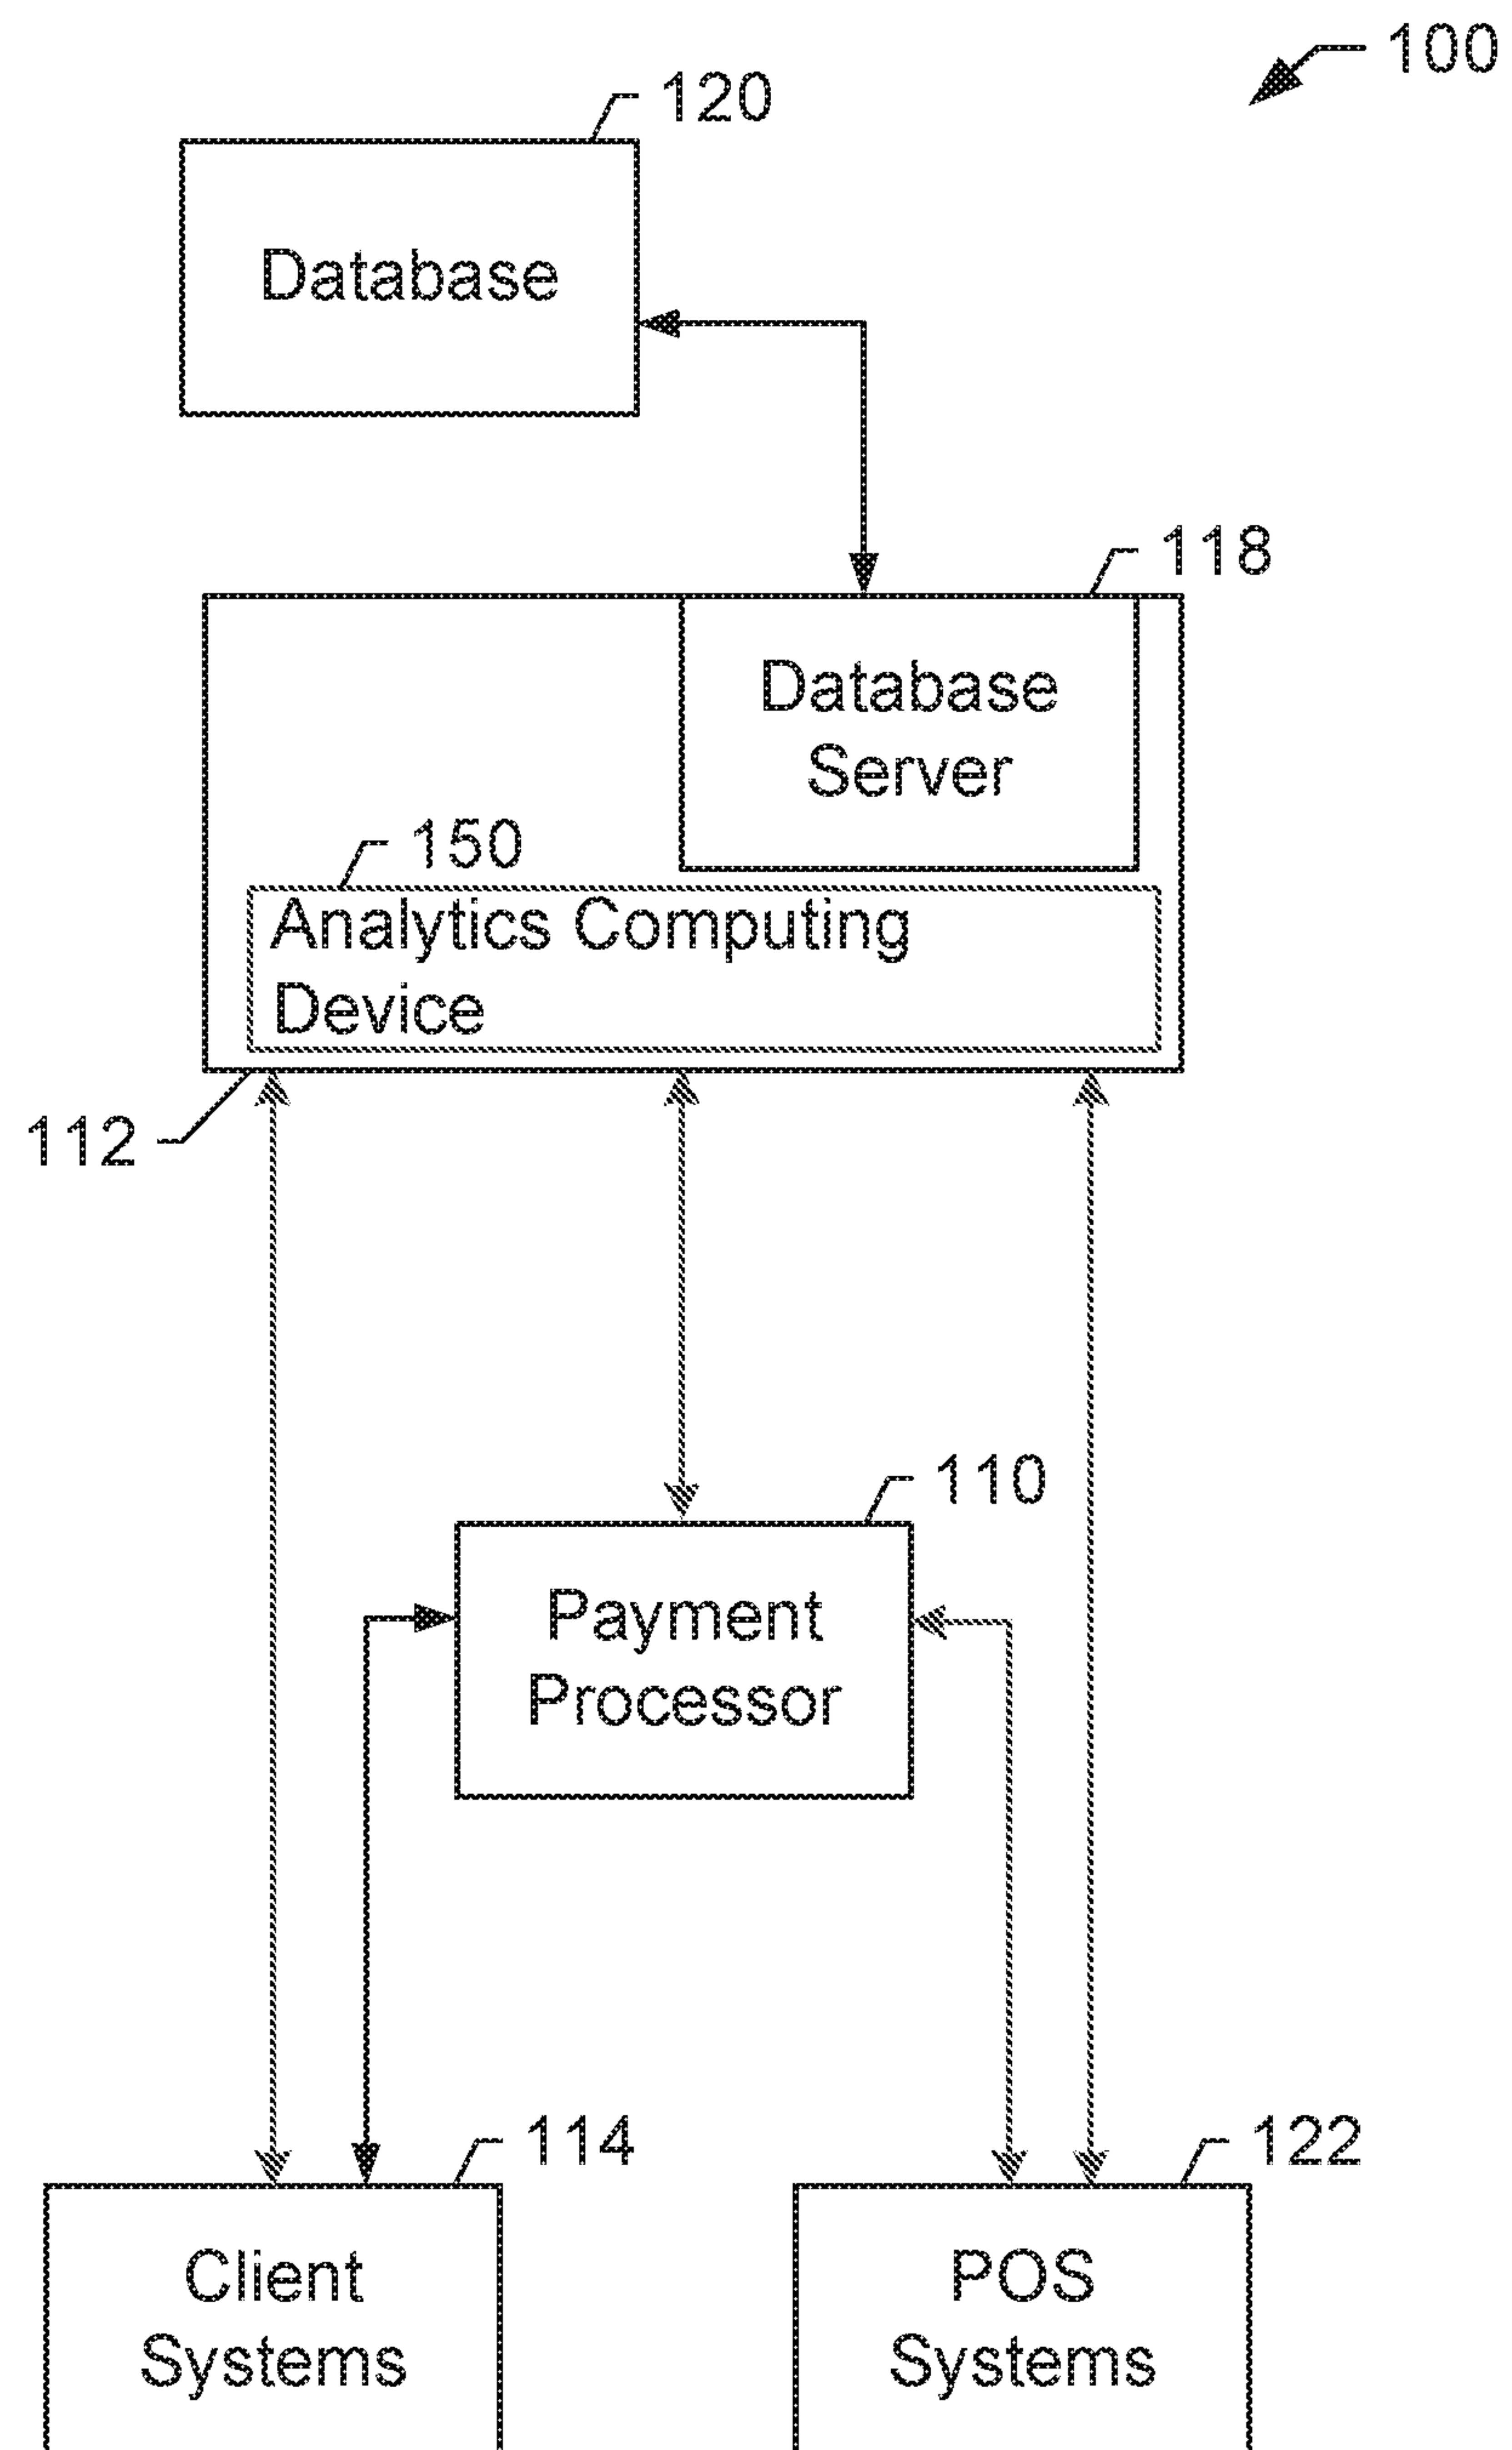 100
120
Database
118
Database
Server
150
Analytics Computing
Device
112
110
Payment
Processor
114
122
Client
Systems
POS
Systems